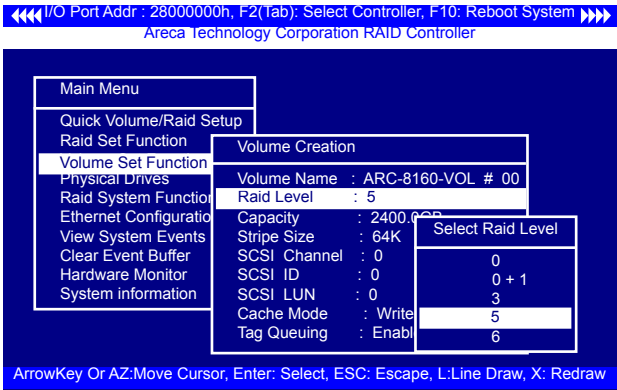 I/O Port Addr : 28000000h, F2(Tab): Select Controller, F10: Reboot System
Areca Technology Corporation RAID Controller
Main Menu
Quick Volume/Raid Setup
Raid Set Function
Volume Set Function
Physical Drives
Raid System Function
Ethernet Configuratio
View System Events
Clear Event Buffer
Hardware Monitor
System information
Volume Creation
Volume Name : ARC-8160-VOL # 00
Raid Level : 5
Capacity : 2400.0GB
Stripe Size : 64K
SCSI Channel : 0
SCSI ID : 0
SCSI LUN : 0
Cache Mode : Write
Tag Queuing : Enabl
Select Raid Level
0
0 + 1
3
5
6
ArrowKey Or AZ:Move Cursor, Enter: Select, ESC: Escape, L:Line Draw, X: Redraw